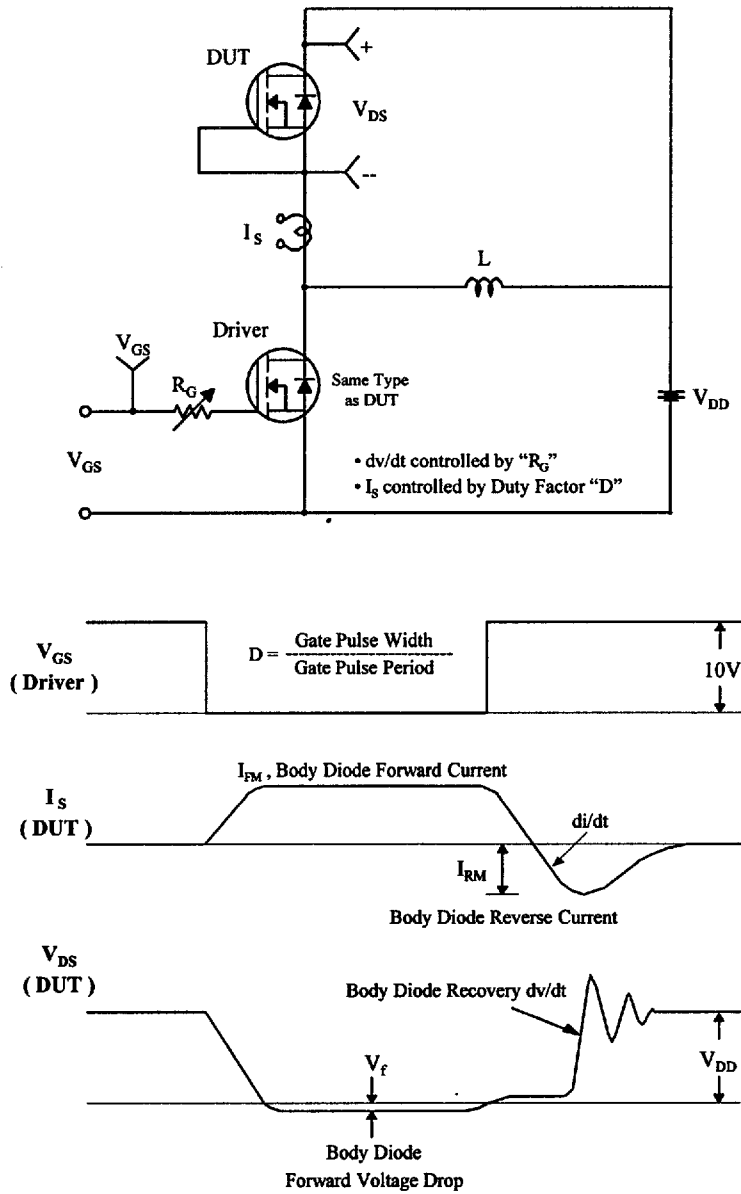 +
DUT
V_DS
--
I_S
L
Driver
V_GS
R_G
Same Type
as DUT
V_DD
V_GS
• dv/dt controlled by “R_G”
• I_S controlled by Duty Factor “D”
V_GS
( Driver )
D = Gate Pulse Width
Gate Pulse Period
10V
I_FM , Body Diode Forward Current
I_S
( DUT )
di/dt
I_RM
Body Diode Reverse Current
V_DS
( DUT )
Body Diode Recovery dv/dt
V_f
V_DD
Body Diode
Forward Voltage Drop